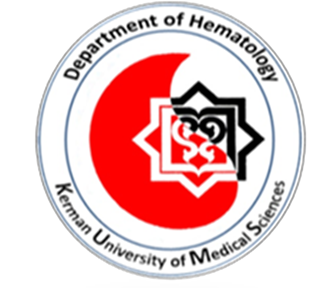 Department of Hematology
Kerman University of Medical Sciences